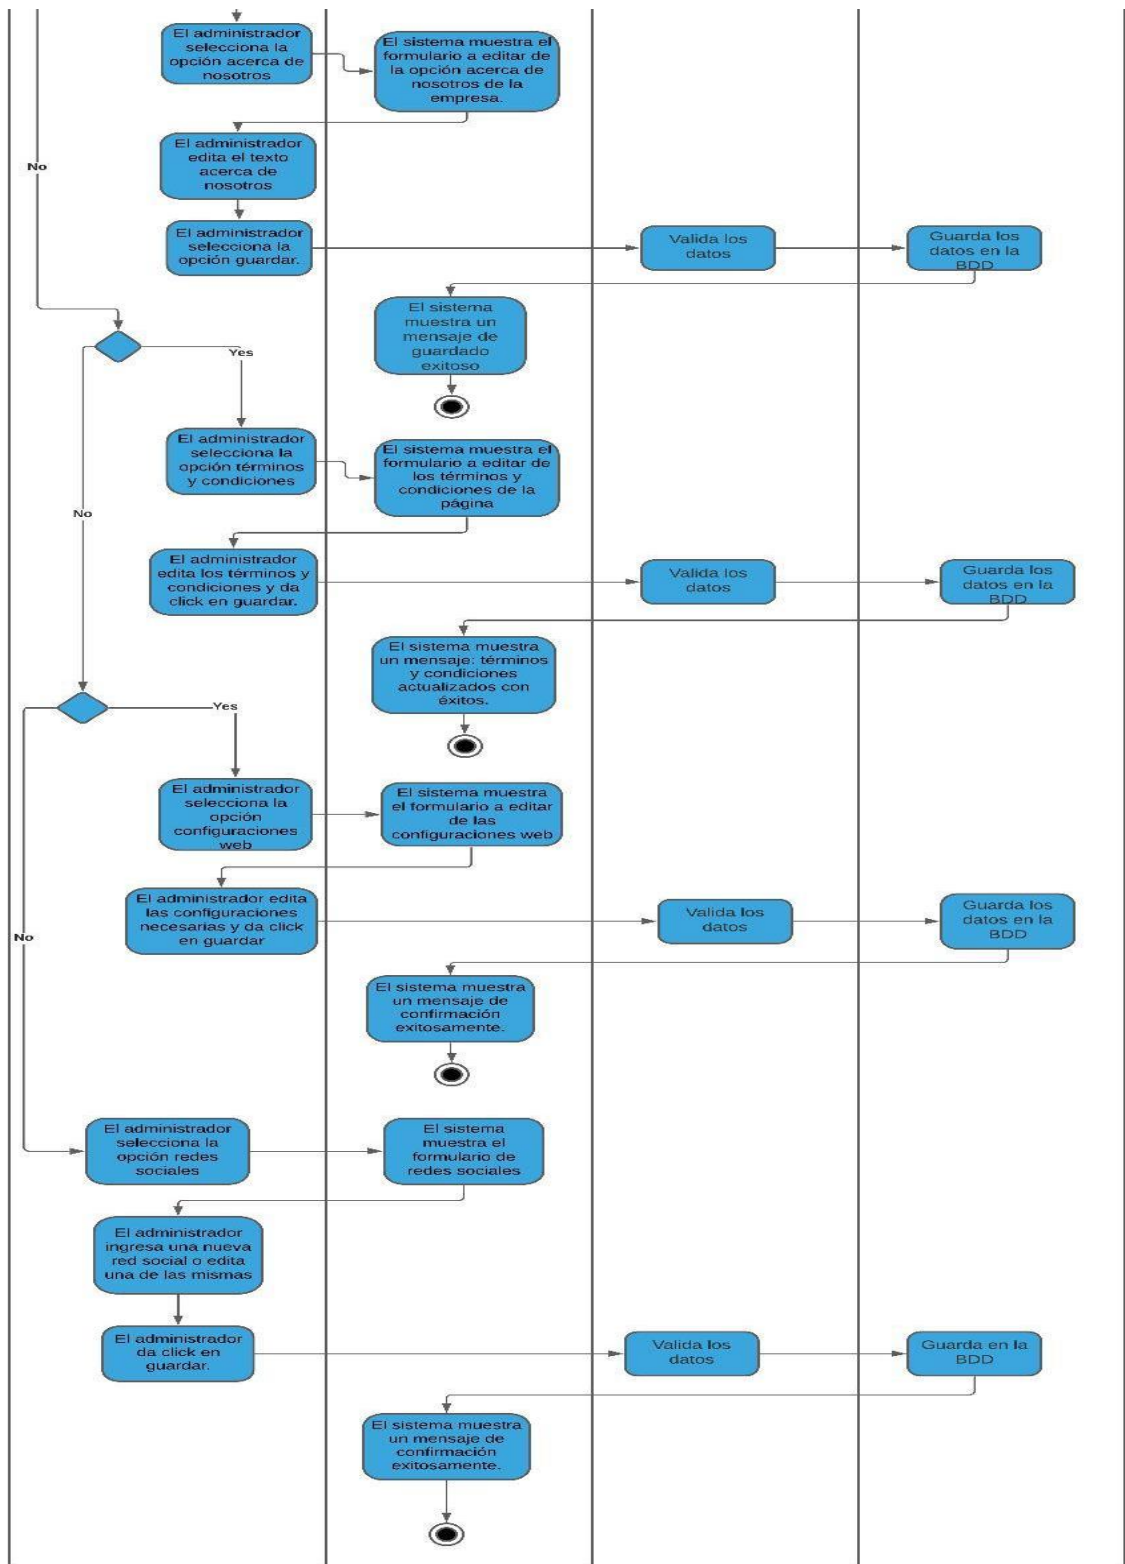 El administrador
selecciona la
opción acerca de
nosotros
El sistema muestra el
formulario a editar de
la opción acerca de
nosotros de la
empresa.
El administrador
edita el texto
acerca de
nosotros
No
El administrador
selecciona la
opción guardar.
Valida los
datos
Guarda los
datos en la
BDD
El sistema
muestra un
mensaje de
guardado
exitoso
Yes
El administrador
selecciona la
opción términos
y condiciones
El sistema muestra el
formulario a editar de
los términos y
condiciones de la
página
No
El administrador
edita los términos y
condiciones y da
click en guardar.
Valida los
datos
Guarda los
datos en la
BDD
El sistema muestra
un mensaje: términos
y condiciones
actualizados con
éxitos.
Yes
El administrador
selecciona la
opción
configuraciones
web
El sistema muestra
el formulario a editar
de las
configuraciones web
El administrador edita
las configuraciones
necesarias y da click
en guardar
Valida los
datos
Guarda los
datos en la
BDD
No
El sistema muestra
un mensaje de
confirmación
exitosamente.
El administrador
selecciona la
opción redes
sociales
El sistema
muestra el
formulario de
redes sociales
El administrador
ingresa una nueva
red social o edita
una de las mismas
El administrador
da click en
guardar.
Valida los
datos
Guarda en la
BDD
El sistema muestra
un mensaje de
confirmación
exitosamente.